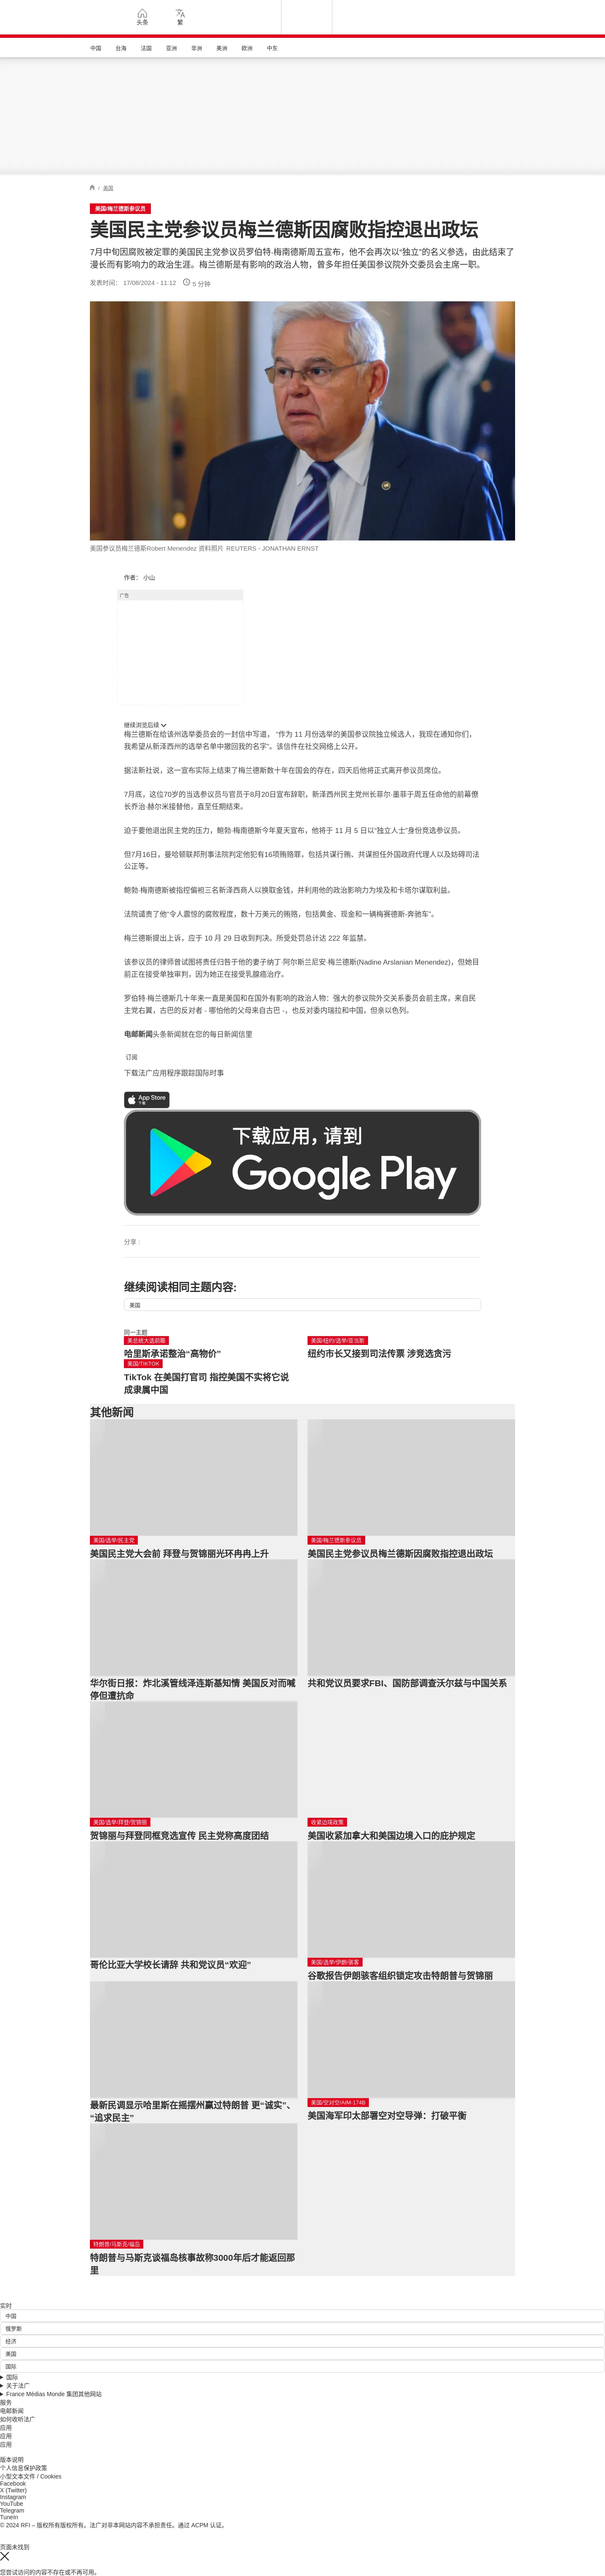 头条
繁
中国
台海
法国
亚洲
非洲
美洲
欧洲
中东
/ 美国
美国/梅兰德斯参议员
美国民主党参议员梅兰德斯因腐败指控退出政坛
7月中旬因腐败被定罪的美国民主党参议员罗伯特·梅南德斯周五宣布，他不会再次以“独立”的名义参选，由此结束了
漫长而有影响力的政治生涯。梅兰德斯是有影响的政治人物，曾多年担任美国参议院外交委员会主席一职。
发表时间： 17/08/2024 - 11:12
5 分钟
美国参议员梅兰德斯Robert Menendez 资料照片 REUTERS - JONATHAN ERNST
作者： 小山
广告
继续浏览后续
梅兰德斯在给该州选举委员会的一封信中写道， “作为 11 月份选举的美国参议院独立候选人，我现在通知你们，
我希望从新泽西州的选举名单中撤回我的名字”。该信件在社交网络上公开。
据法新社说，这一宣布实际上结束了梅兰德斯数十年在国会的存在，四天后他将正式离开参议员席位。
7月底，这位70岁的当选参议员与官员于8月20日宣布辞职，新泽西州民主党州长菲尔·墨菲于周五任命他的前幕僚
长乔治·赫尔米接替他，直至任期结束。
迫于要他退出民主党的压力，鲍勃·梅南德斯今年夏天宣布，他将于 11 月 5 日以“独立人士”身份竞选参议员。
但7月16日，曼哈顿联邦刑事法院判定他犯有16项贿赂罪，包括共谋行贿、共谋担任外国政府代理人以及妨碍司法
公正等。
鲍勃·梅南德斯被指控偏袒三名新泽西商人以换取金钱，并利用他的政治影响力为埃及和卡塔尔谋取利益。
法院谴责了他“令人震惊的腐败程度，数十万美元的贿赂，包括黄金、现金和一辆梅赛德斯-奔驰车”。
梅兰德斯提出上诉，应于 10 月 29 日收到判决。所受处罚总计达 222 年监禁。
该参议员的律师曾试图将责任归咎于他的妻子纳丁·阿尔斯兰尼安·梅兰德斯(Nadine Arslanian Menendez)，但她目
前正在接受单独审判，因为她正在接受乳腺癌治疗。
罗伯特·梅兰德斯几十年来一直是美国和在国外有影响的政治人物：强大的参议院外交关系委员会前主席，来自民
主党右翼，古巴的反对者 - 哪怕他的父母来自古巴 -，也反对委内瑞拉和中国，但亲以色列。
电邮新闻头条新闻就在您的每日新闻信里
订阅
下载法广应用程序跟踪国际时事
App Store
下载
下载应用，请到
Google Play
分享 :
继续阅读相同主题内容:
美国
同一主题
美总统大选前瞻
哈里斯承诺整治“高物价”
美国/纽约/选举/亚当斯
纽约市长又接到司法传票 涉竞选贪污
美国/TIKTOK
TikTok 在美国打官司 指控美国不实将它说
成隶属中国
其他新闻
美国/选举/民主党
美国民主党大会前 拜登与贺锦丽光环冉冉上升
美国/梅兰德斯参议员
美国民主党参议员梅兰德斯因腐败指控退出政坛
华尔街日报：炸北溪管线泽连斯基知情 美国反对而喊
停但遭抗命
共和党议员要求FBI、国防部调查沃尔兹与中国关系
美国/选举/拜登/贺锦丽
贺锦丽与拜登同框竞选宣传 民主党称高度团结
收紧边境政策
美国收紧加拿大和美国边境入口的庇护规定
哥伦比亚大学校长请辞 共和党议员“欢迎”
美国/选举/伊朗/骇客
谷歌报告伊朗骇客组织锁定攻击特朗普与贺锦丽
最新民调显示哈里斯在摇摆州赢过特朗普 更“诚实”、
“追求民主”
美国/空对空/AIM-174B
美国海军印太部署空对空导弹：打破平衡
特朗普/马斯克/福岛
特朗普与马斯克谈福岛核事故称3000年后才能返回那
里
实时
中国
俄罗斯
经济
美国
国际
国际
关于法广
France Médias Monde 集团其他网站
服务
电邮新闻
如何收听法广
应用
应用
应用
版本说明
个人信息保护政策
小型文本文件 / Cookies
Facebook
X (Twitter)
Instagram
YouTube
Telegram
TuneIn
© 2024 RFI – 版权所有版权所有。法广对非本网站内容不承担责任。通过 ACPM 认证。
页面未找到
您尝试访问的内容不存在或不再可用。